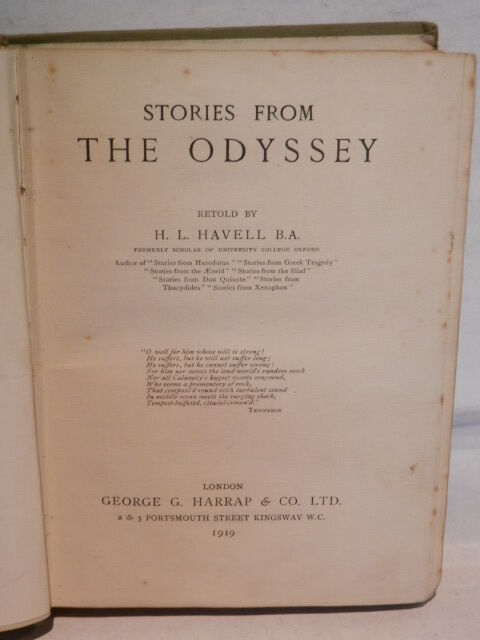 STORIES FROM
THE ODYSSEY
RETOLD BY
H. L. HAVELL B.A.
FORMERLY SCHOLAR OF UNIVERSITY COLLEGE OXFORD
Author of "Stories from Herodotus" "Stories from Greek Tragedy"
"Stories from the Æneid" "Stories from the Iliad"
"Stories from Don Quixote" "Stories from
Thucydides" "Stories from Xenophon"
"O well for him whose will is strong!
He suffers, but he will not suffer long;
He suffers, but he cannot suffer wrong:
For him nor moves the loud world's random mock
Nor all Calamity's hugest waves confound,
Who seems a promontory of rock,
That compass'd round with turbulent sound
In middle ocean meets the surging shock,
Tempest-buffeted, citadel-crown'd."
TENNYSON
LONDON
GEORGE G. HARRAP & CO. LTD.
2 & 3 PORTSMOUTH STREET KINGSWAY W.C.
1919